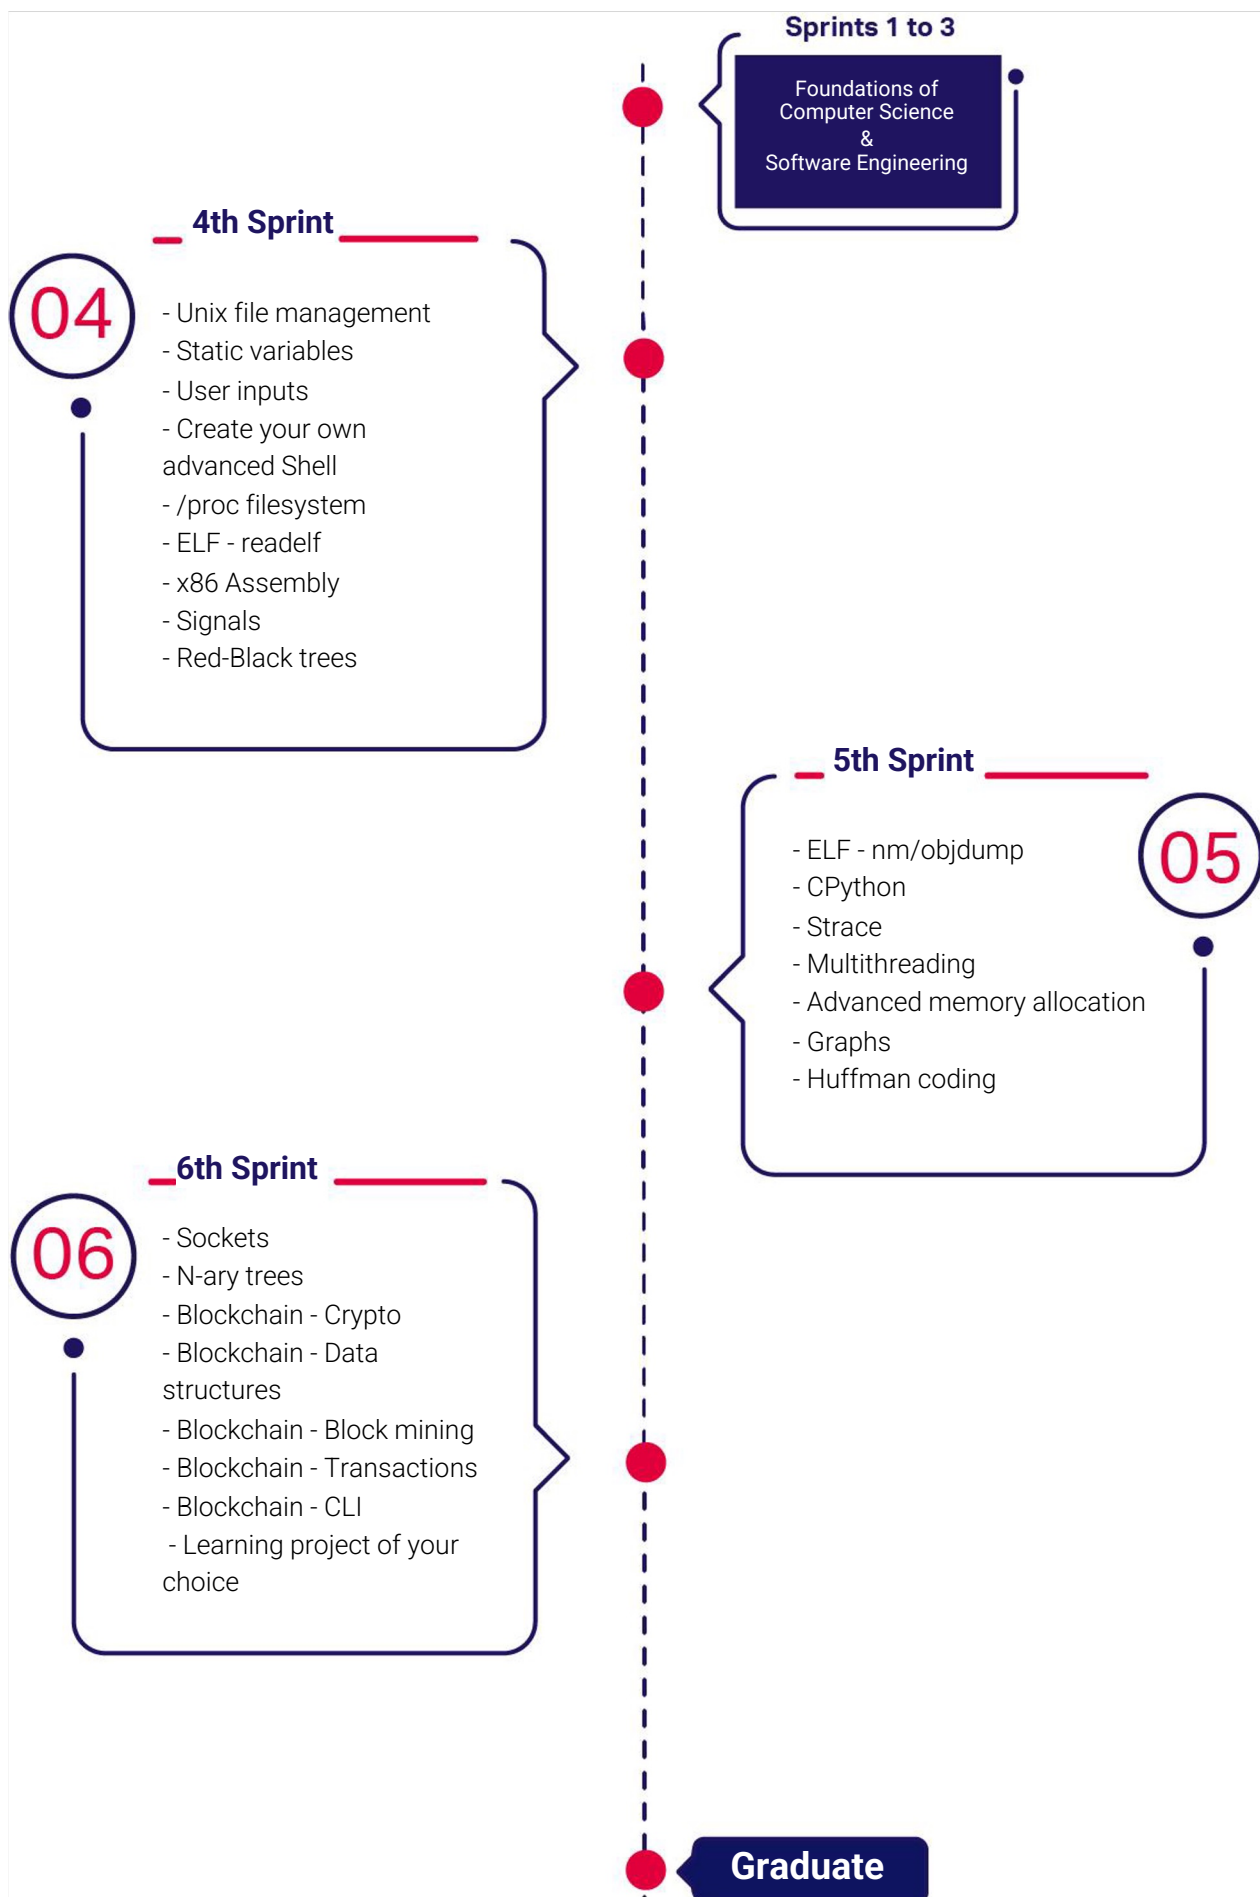 Sprints 1 to 3
Foundations of
Computer Science
&
Software Engineering
4th Sprint
04
- Unix file management
- Static variables
- User inputs
- Create your own
advanced Shell
- /proc filesystem
- ELF - readelf
- x86 Assembly
- Signals
- Red-Black trees
5th Sprint
05
- ELF - nm/objdump
- CPython
- Strace
- Multithreading
- Advanced memory allocation
- Graphs
- Huffman coding
6th Sprint
06
- Sockets
- N-ary trees
- Blockchain - Crypto
- Blockchain - Data
structures
- Blockchain - Block mining
- Blockchain - Transactions
- Blockchain - CLI
- Learning project of your
choice
Graduate